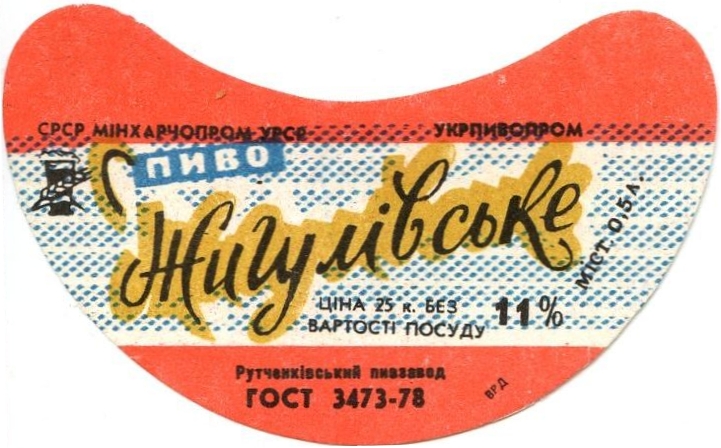 СРСР МІНХАРЧОПРОМ УРСР УКРПИВОПРОМ
ПИВО
Жигулівське
МІСТ. 0,5 л.
ЦІНА 25 к. БЕЗ
ВАРТОСТІ ПОСУДУ
11%
Рутченківський пивзавод
ГОСТ 3473-78
ВРД